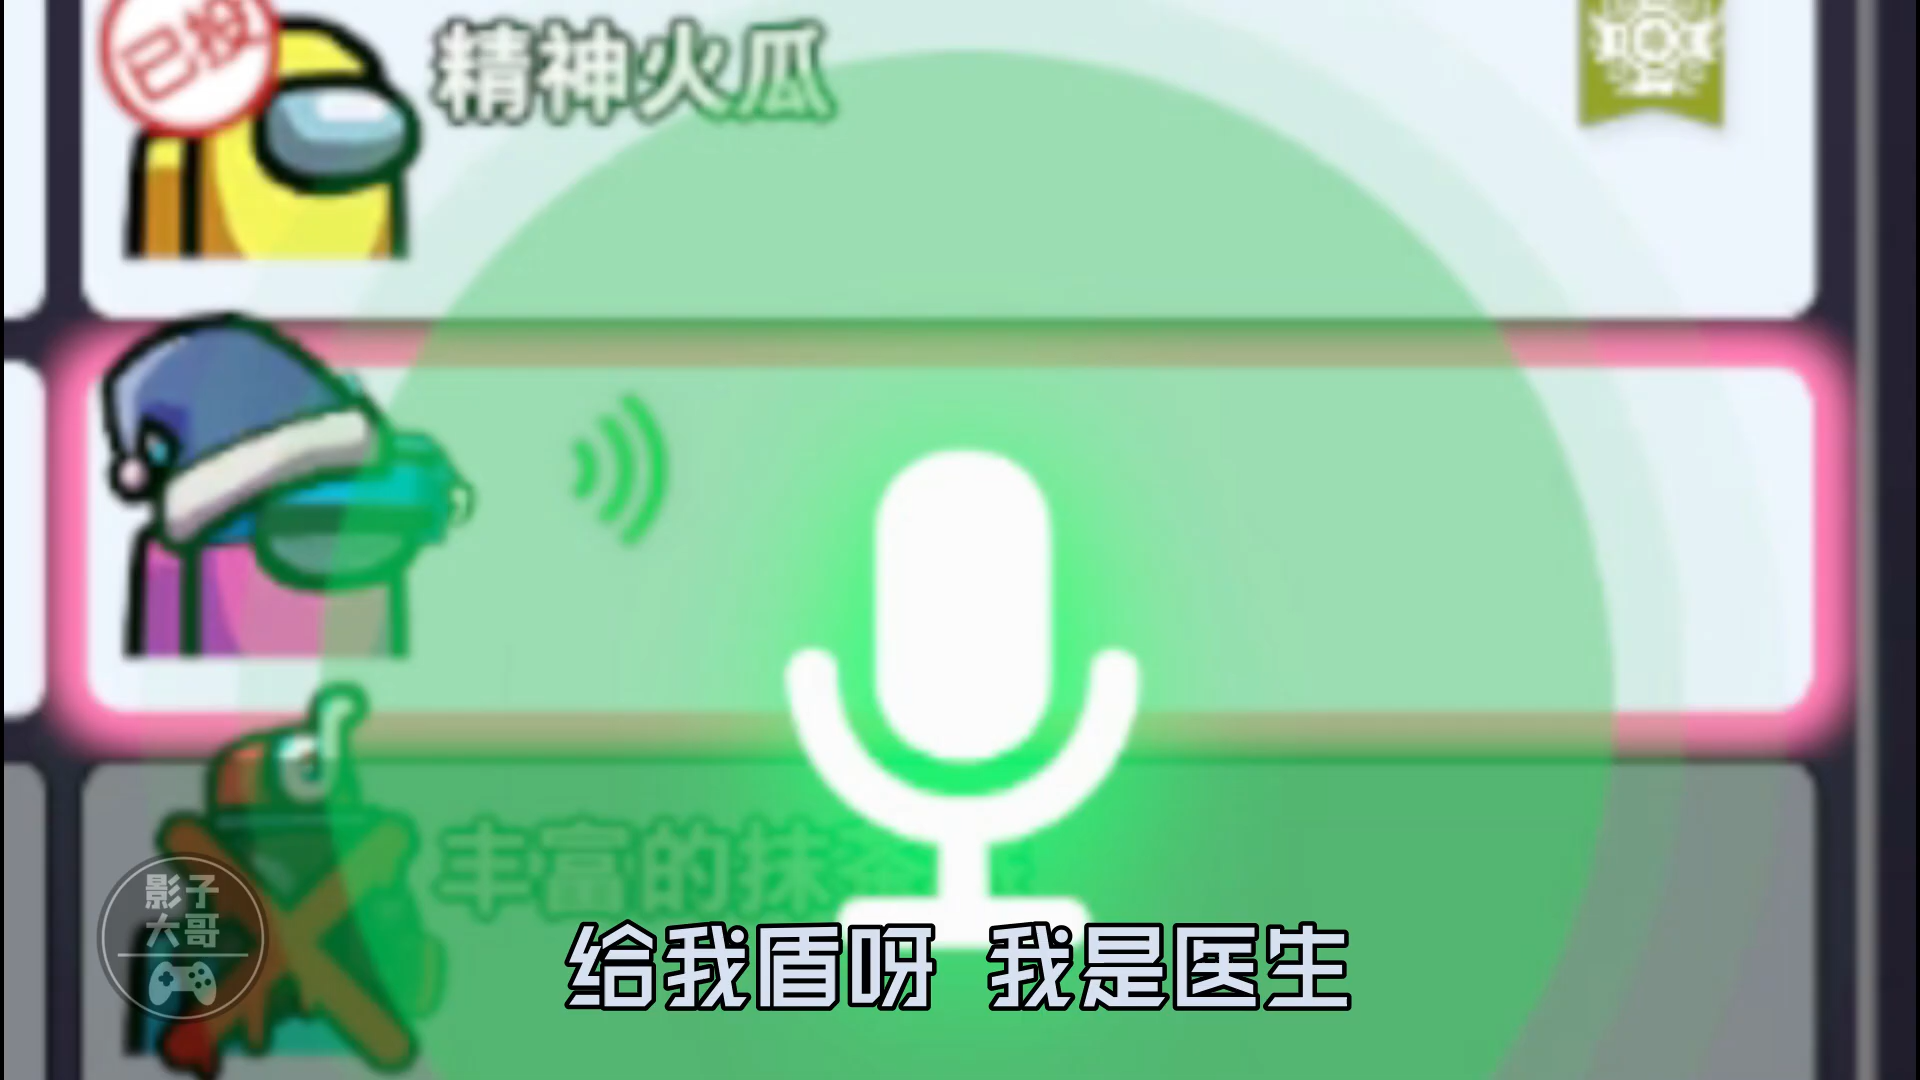 已投
精神火瓜
丰富的抹茶
影子
大哥
给我盾呀 我是医生